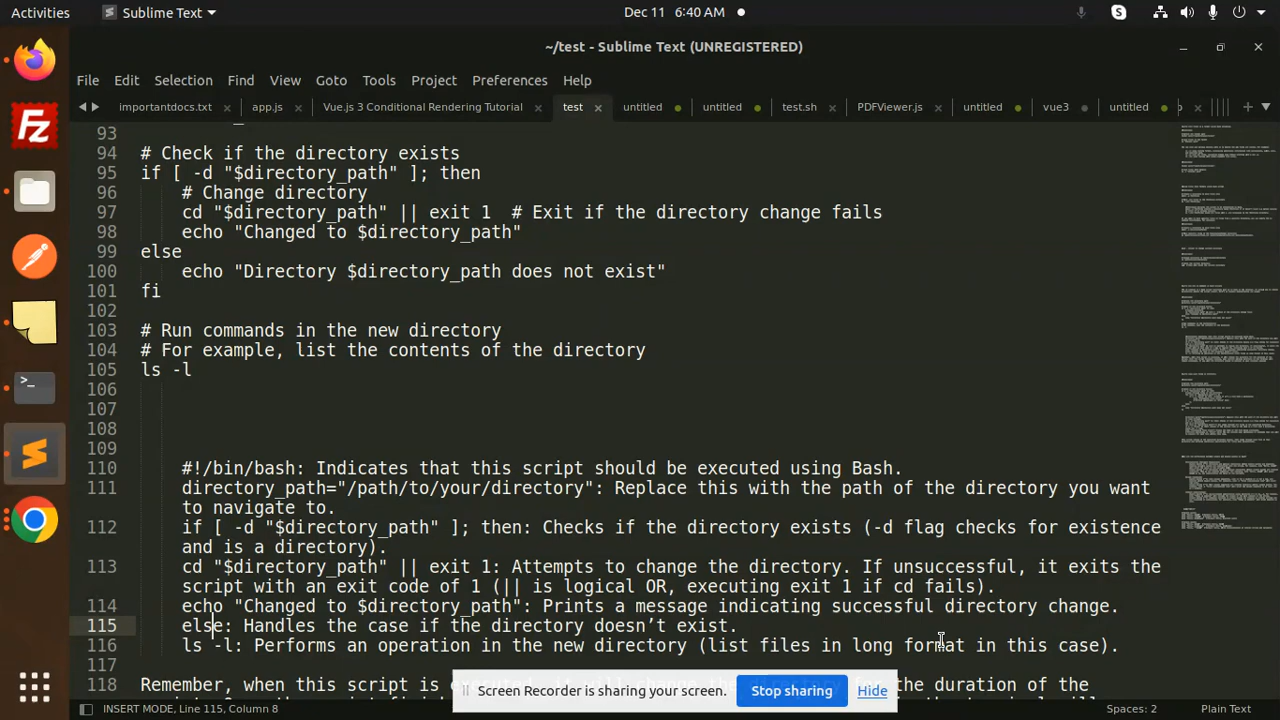 Activities
Sublime Text
Dec 11 6:40 AM
~/test - Sublime Text (UNREGISTERED)
File Edit Selection Find View Goto Tools Project Preferences Help
importantdocs.txt app.js Vue.js 3 Conditional Rendering Tutorial test untitled untitled test.sh PDFViewer.js untitled vue3 untitled
93
94 # Check if the directory exists
95 if [ -d "$directory_path" ]; then
96 # Change directory
97 cd "$directory_path" || exit 1 # Exit if the directory change fails
98 echo "Changed to $directory_path"
99 else
100 echo "Directory $directory_path does not exist"
101 fi
102
103 # Run commands in the new directory
104 # For example, list the contents of the directory
105 ls -l
106
107
108
109
110 #!/bin/bash: Indicates that this script should be executed using Bash.
111 directory_path="/path/to/your/directory": Replace this with the path of the directory you want
to navigate to.
112 if [ -d "$directory_path" ]; then: Checks if the directory exists (-d flag checks for existence
and is a directory).
113 cd "$directory_path" || exit 1: Attempts to change the directory. If unsuccessful, it exits the
script with an exit code of 1 (|| is logical OR, executing exit 1 if cd fails).
114 echo "Changed to $directory_path": Prints a message indicating successful directory change.
115 else: Handles the case if the directory doesn’t exist.
116 ls -l: Performs an operation in the new directory (list files in long format in this case).
117
118 Remember, when this script is executed, it will change the directory for the duration of the
Screen Recorder is sharing your screen. Stop sharing Hide
INSERT MODE, Line 115, Column 8
Spaces: 2
Plain Text